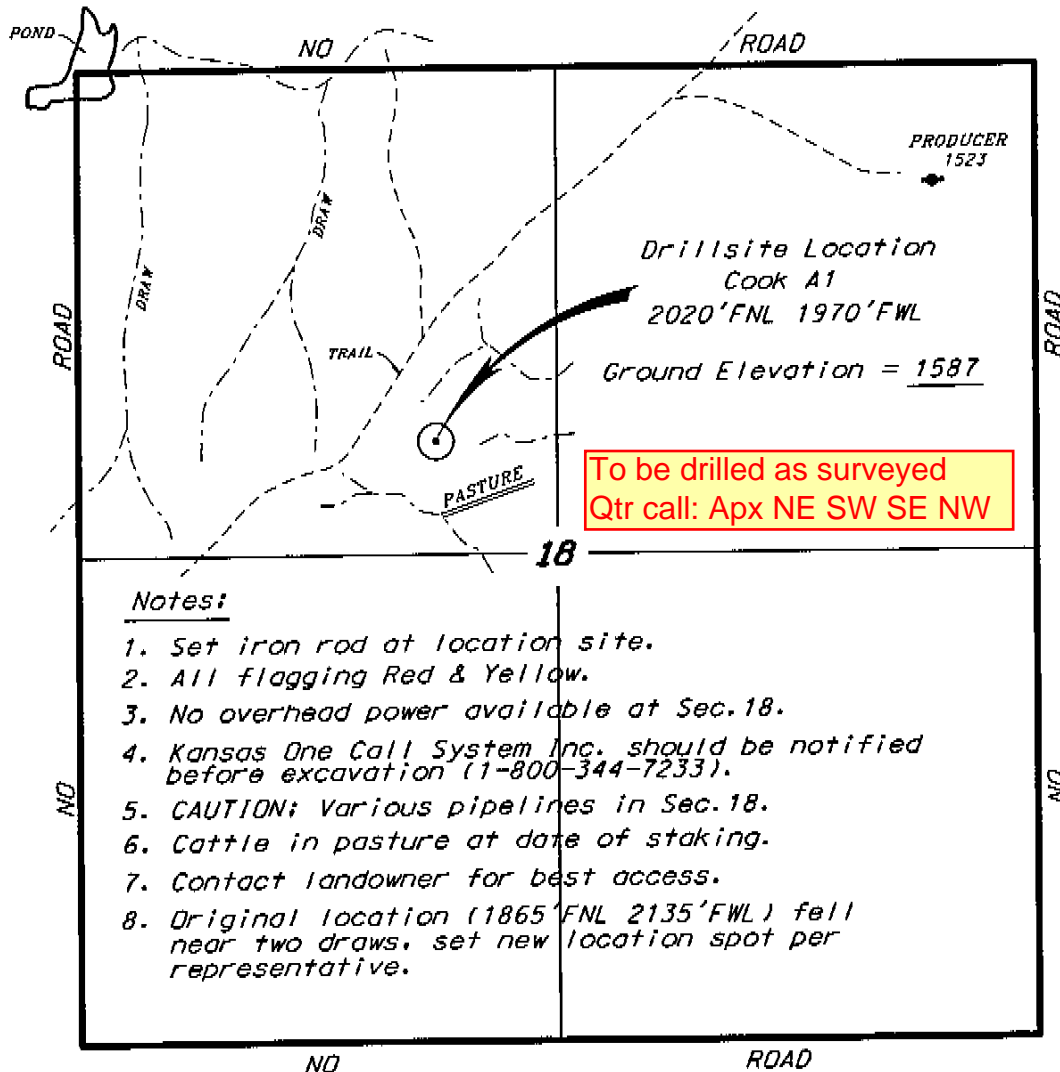 POND
NO
ROAD
PRODUCER
1523
DRAW
DRAW
ROAD
ROAD
Drillsite Location
Cook A1
2020'FNL 1970'FWL
TRAIL
Ground Elevation = 1587
To be drilled as surveyed
Qtr call: Apx NE SW SE NW
PASTURE
18
Notes:
1. Set iron rod at location site.
2. All flagging Red & Yellow.
3. No overhead power available at Sec.18.
4. Kansas One Call System Inc. should be notified
before excavation (1-800-344-7233).
5. CAUTION: Various pipelines in Sec.18.
6. Cattle in pasture at date of staking.
7. Contact landowner for best access.
8. Original location (1865'FNL 2135'FWL) fell
near two draws. set new location spot per
representative.
NO
NO
NO
ROAD